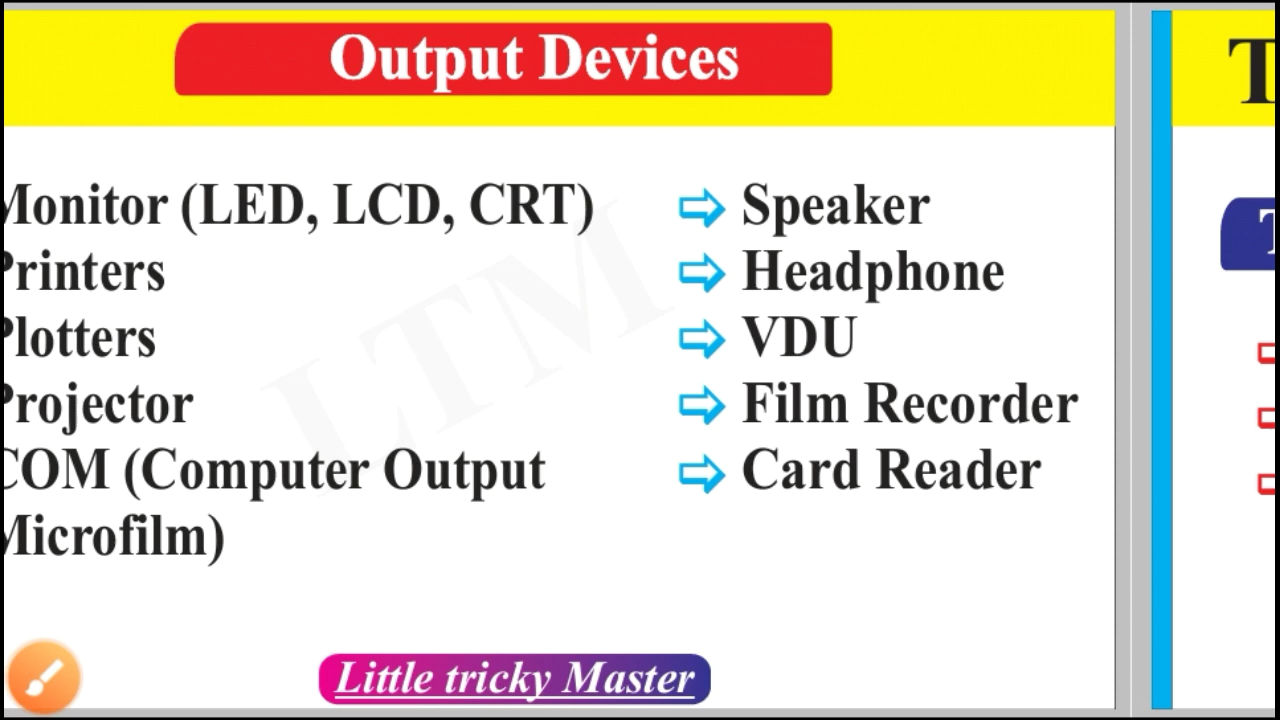 Output Devices
Monitor (LED, LCD, CRT)
Printers
Plotters
Projector
COM (Computer Output
Microfilm)
Speaker
Headphone
VDU
Film Recorder
Card Reader
LTM
Little tricky Master
T
T